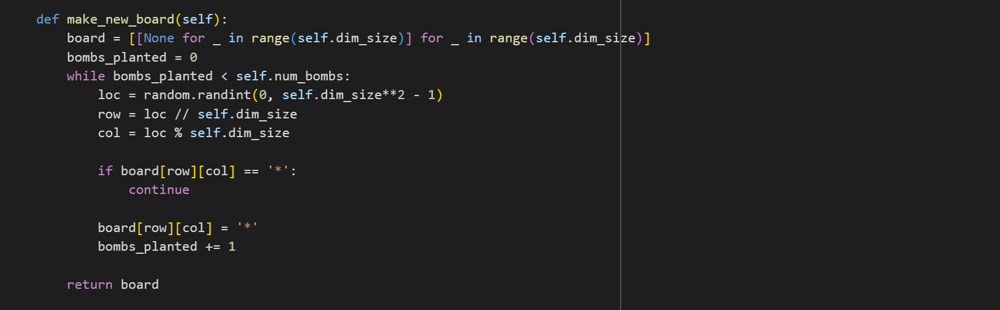 def make_new_board(self):
    board = [[None for _ in range(self.dim_size)] for _ in range(self.dim_size)]
    bombs_planted = 0
    while bombs_planted < self.num_bombs:
        loc = random.randint(0, self.dim_size**2 - 1)
        row = loc // self.dim_size
        col = loc % self.dim_size

        if board[row][col] == '*':
            continue

        board[row][col] = '*'
        bombs_planted += 1

    return board